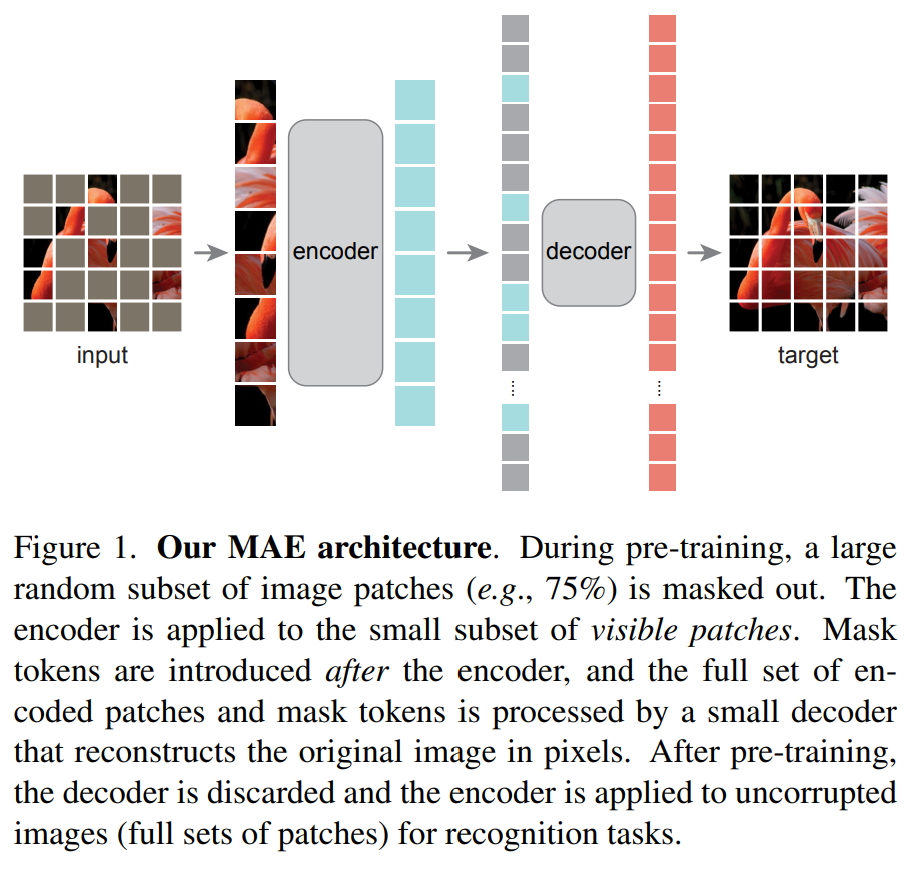 input
encoder
decoder
target
Figure 1. Our MAE architecture. During pre-training, a large
random subset of image patches (e.g., 75%) is masked out. The
encoder is applied to the small subset of visible patches. Mask
tokens are introduced after the encoder, and the full set of en-
coded patches and mask tokens is processed by a small decoder
that reconstructs the original image in pixels. After pre-training,
the decoder is discarded and the encoder is applied to uncorrupted
images (full sets of patches) for recognition tasks.